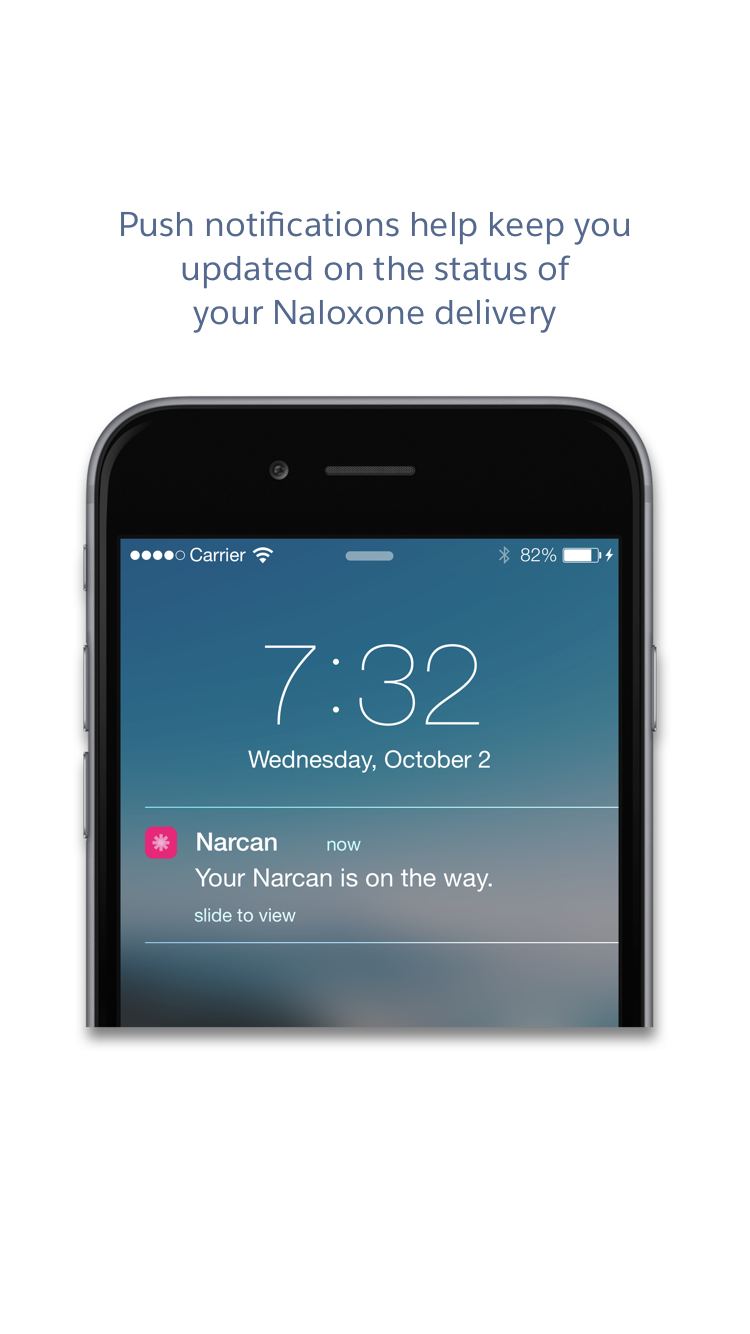 Push notifications help keep you
updated on the status of
your Naloxone delivery
Carrier 82%
7:32
Wednesday, October 2
Narcan now
Your Narcan is on the way.
slide to view